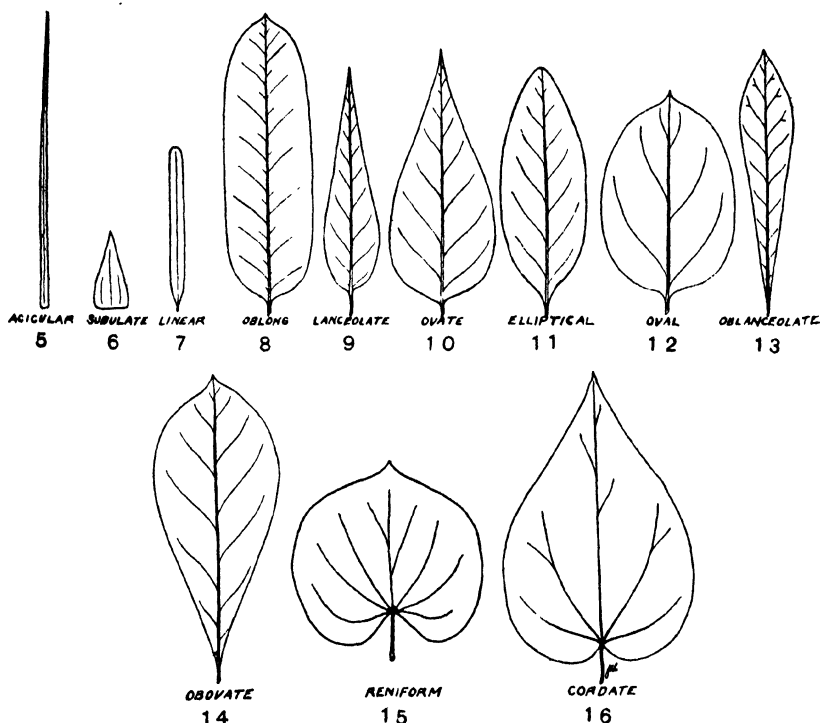 ACICULAR SUBULATE LINEAR OBLONG LANCEOLATE OVATE ELLIPTICAL OVAL OBLANCEOLATE
5 6 7 8 9 10 11 12 13
OBOVATE RENIFORM CORDATE
14 15 16